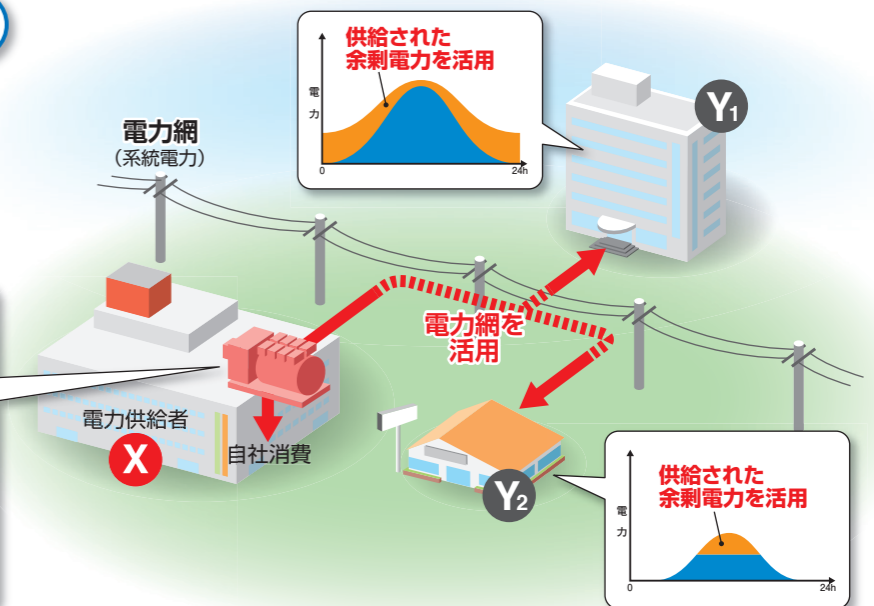 供給された
余剰電力を活用
電
力
0
24h
Y1
電力網
（系統電力）
電力網を
活用
電力供給者
X
自社消費
Y2
供給された
余剰電力を活用
電
力
0
24h